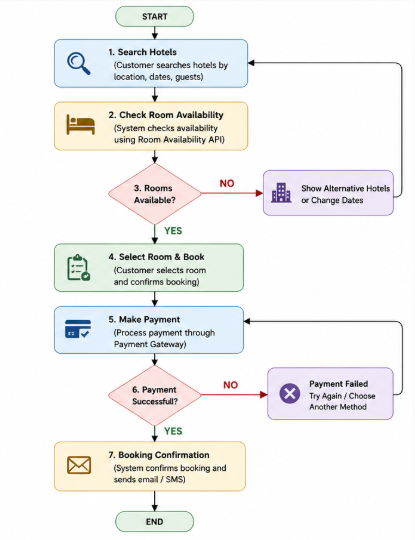 START
1. Search Hotels
(Customer searches hotels by
location, dates, guests)
2. Check Room Availability
(System checks availability
using Room Availability API)
3. Rooms
Available?
NO
Show Alternative Hotels
or Change Dates
YES
4. Select Room & Book
(Customer selects room
and confirms booking)
5. Make Payment
(Process payment through
Payment Gateway)
6. Payment
Successful?
NO
Payment Failed
Try Again / Choose
Another Method
YES
7. Booking Confirmation
(System confirms booking and
sends email / SMS)
END